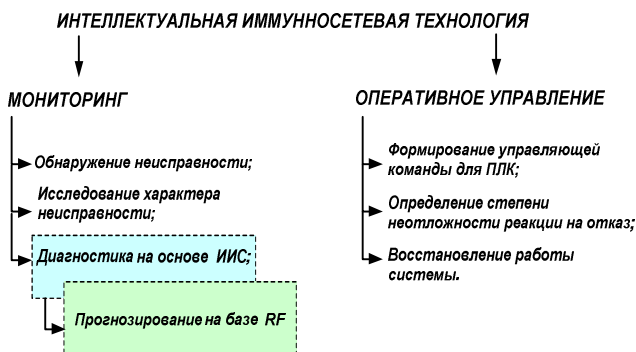 ИНТЕЛЛЕКТУАЛЬНАЯ ИММУННОСЕТЕВАЯ ТЕХНОЛОГИЯ
МОНИТОРИНГ
Обнаружение неисправности;
Исследование характера
неисправности;
Диагностика на основе ИИС;
Прогнозирование на базе RF
ОПЕРАТИВНОЕ УПРАВЛЕНИЕ
Формирование управляющей
команды для ПЛК;
Определение степени
неотложности реакции на отказ;
Восстановление работы
системы.